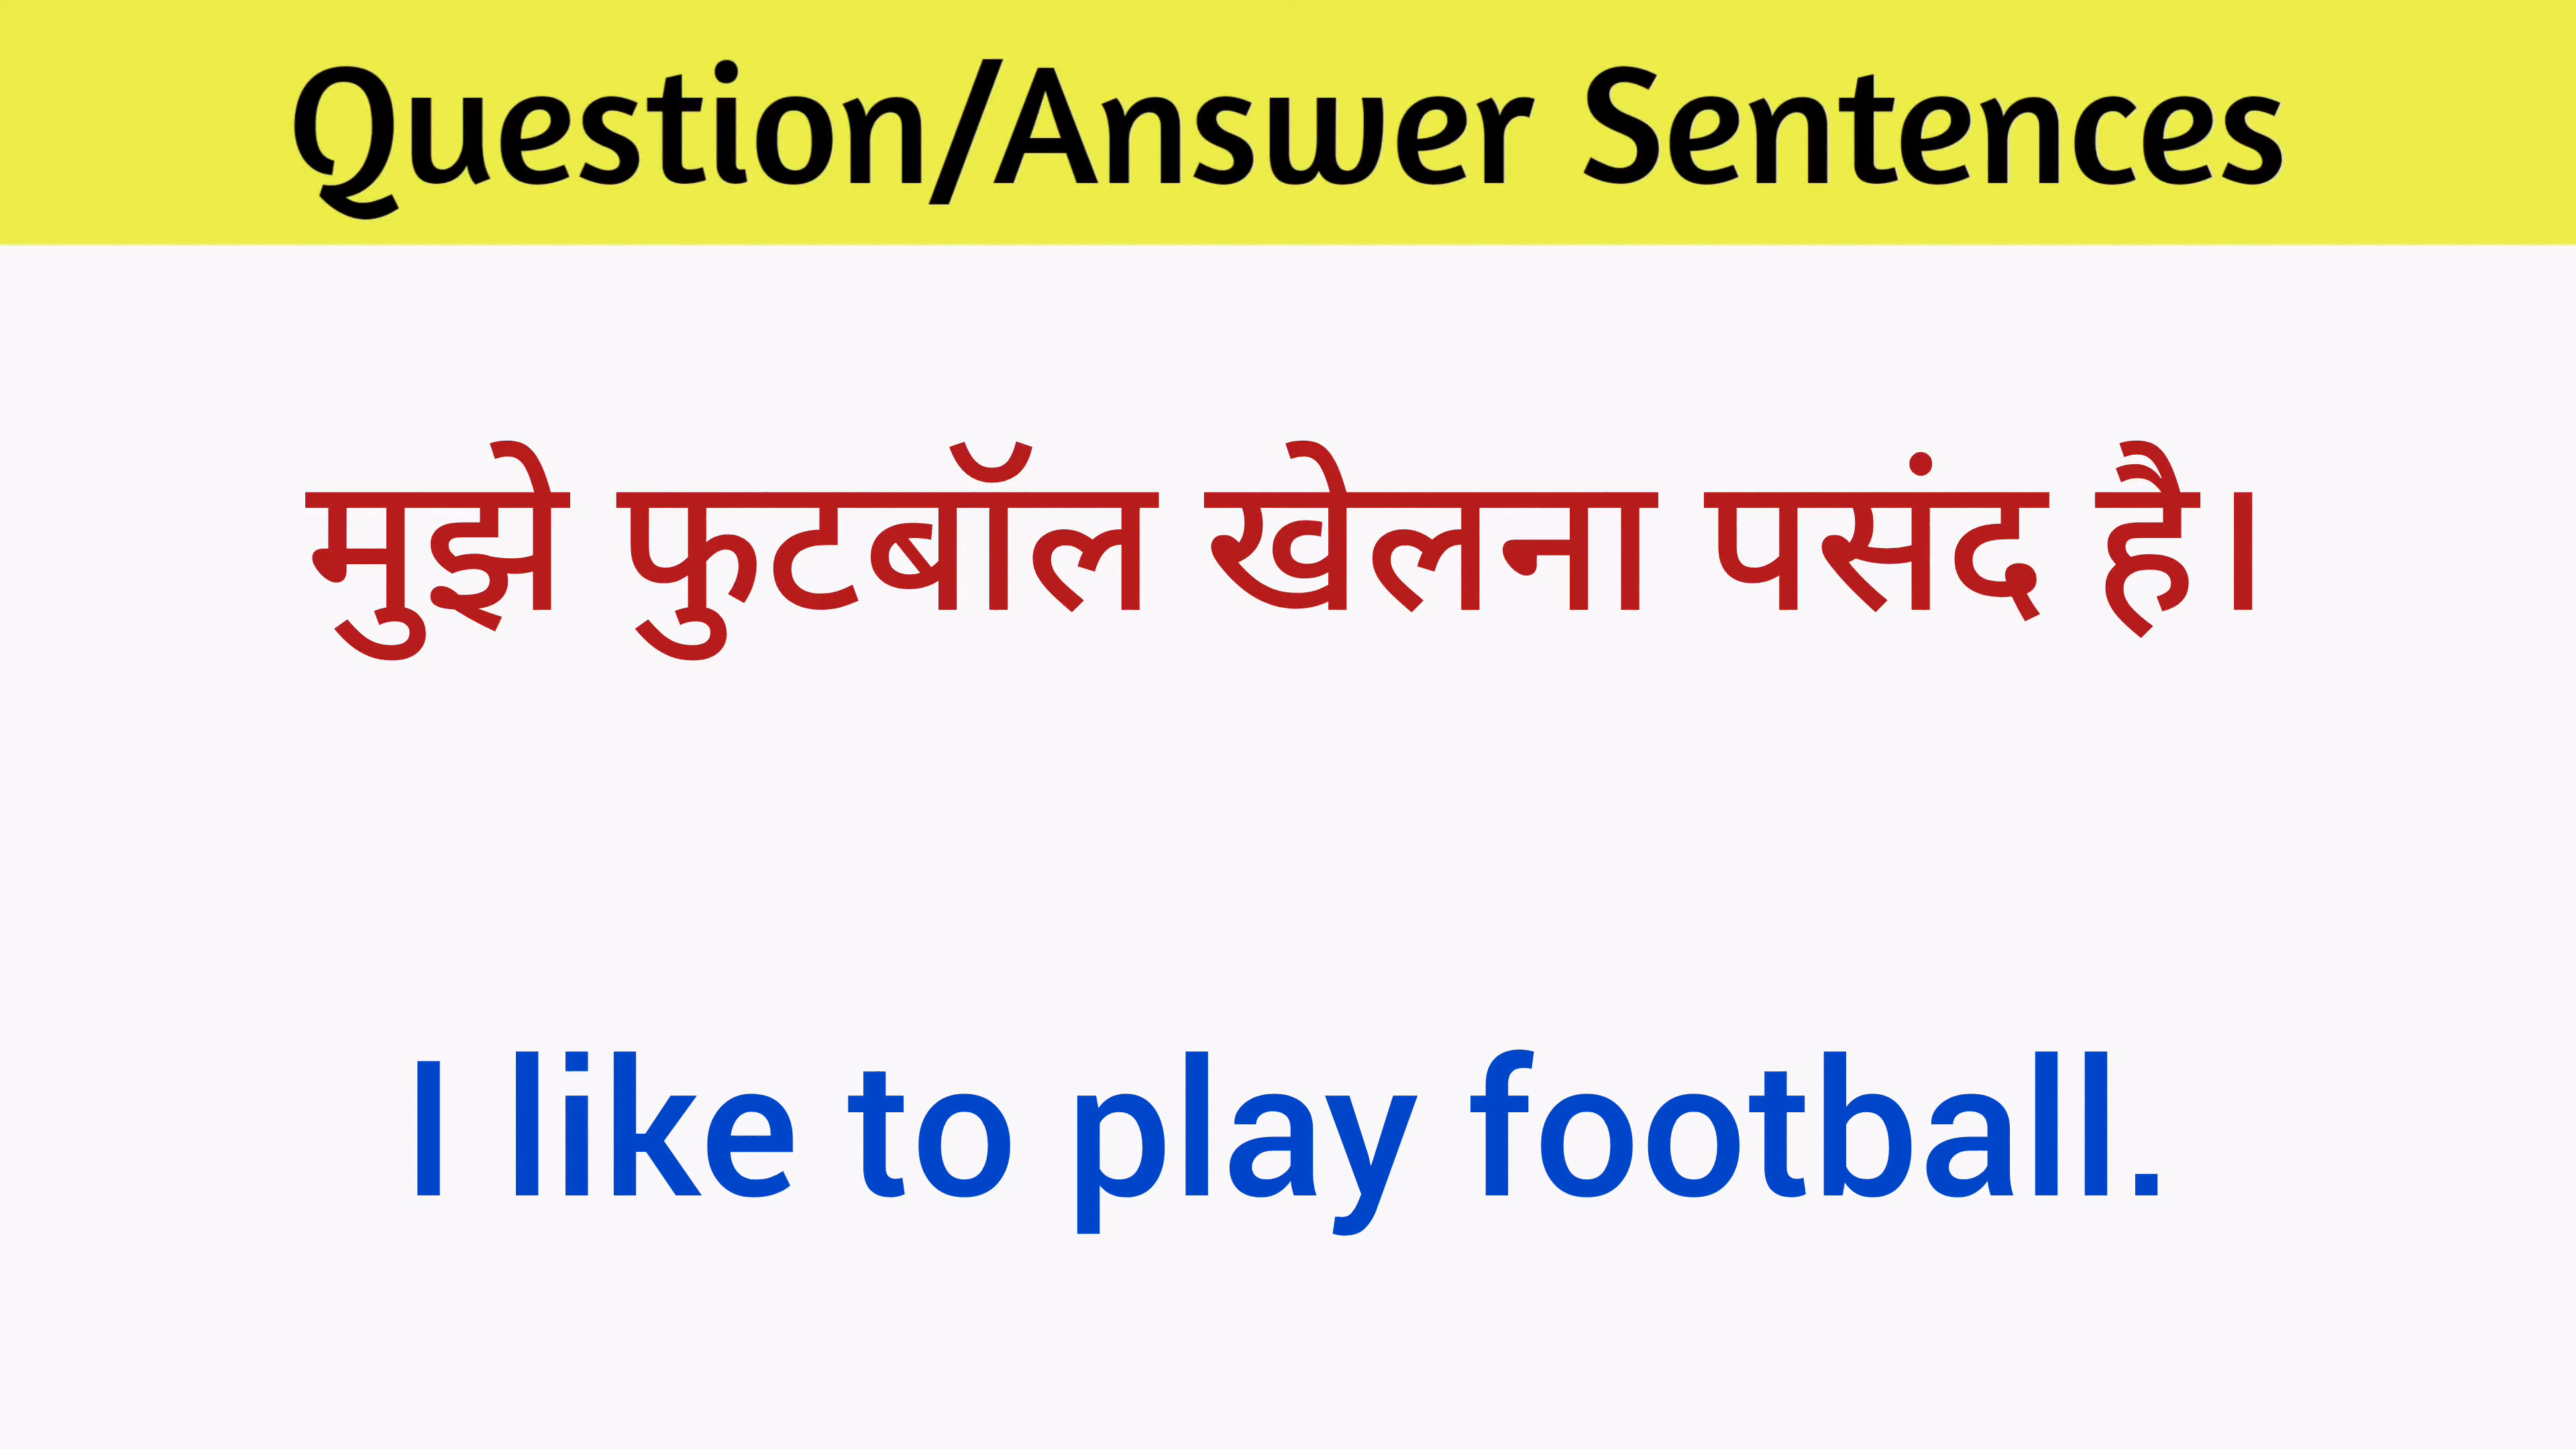 Question/Answer Sentences
मुझे फुटबॉल खेलना पसंद है।
I like to play football.